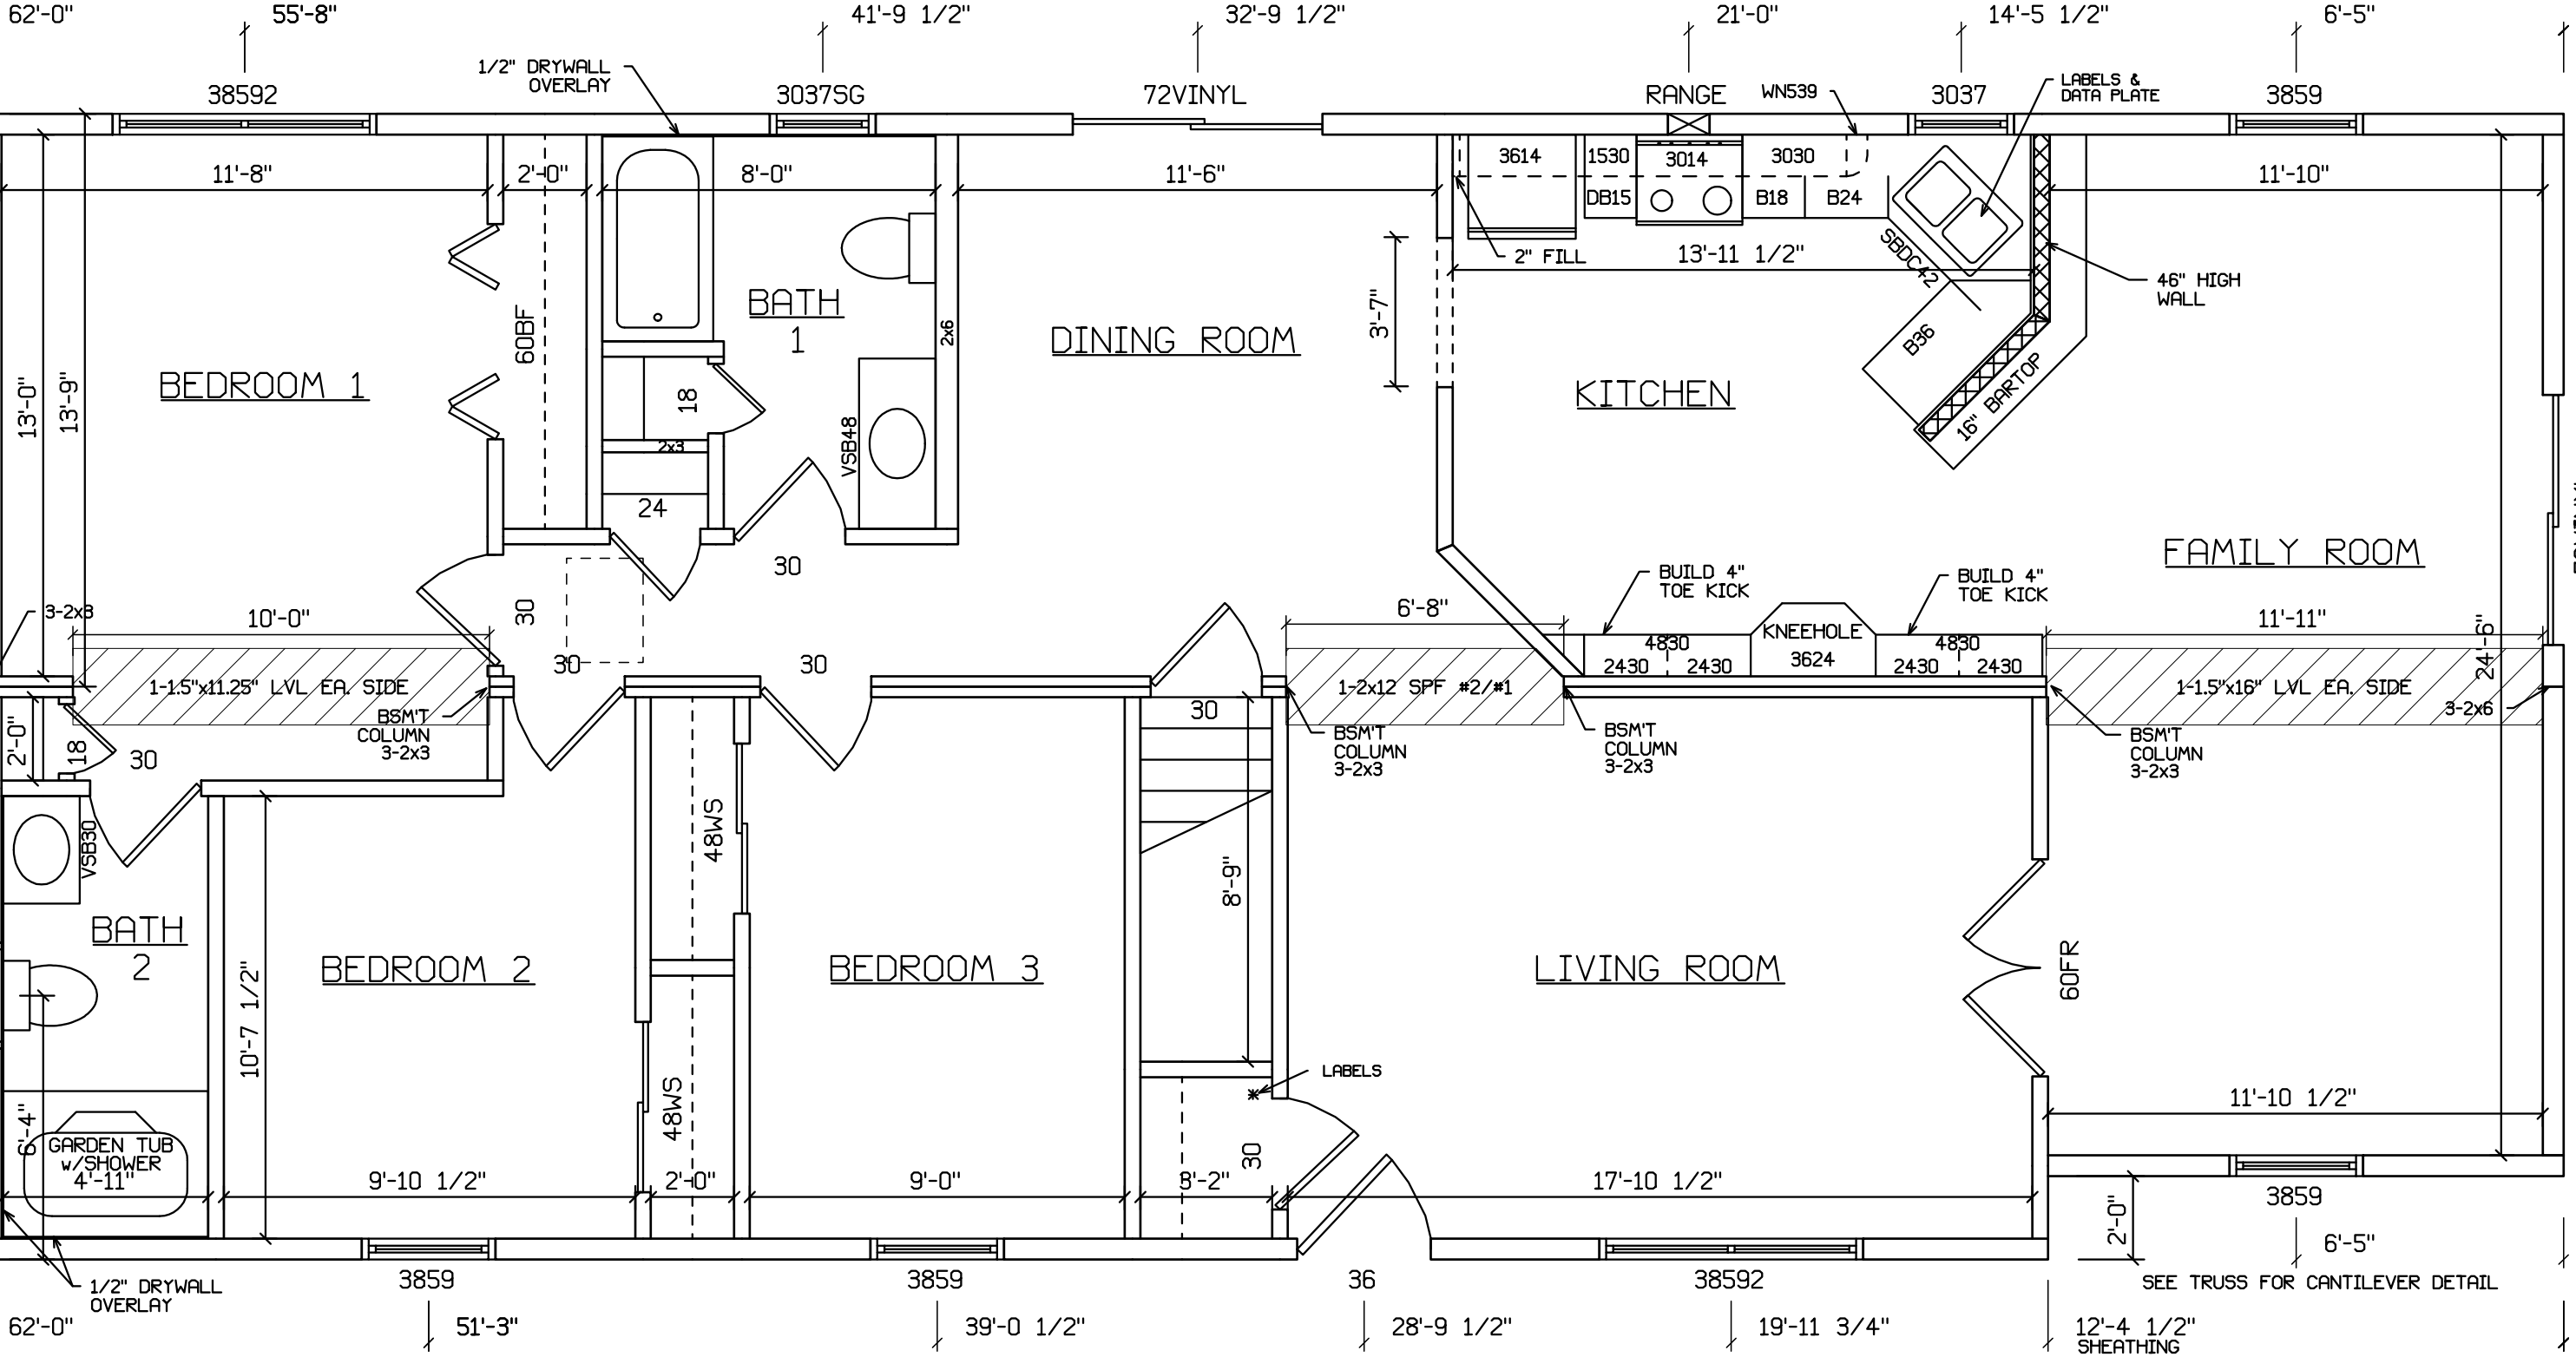 62'-0"
55'-8"
41'-9 1/2"
32'-9 1/2"
21'-0"
14'-5 1/2"
6'-5"
1/2" DRYWALL
OVERLAY
38592
3037SG
72VINYL
RANGE
WN539
3037
LABELS &
DATA PLATE
3859
11'-8"
2'-0"
8'-0"
11'-6"
3614
1530
3014
3030
DB15
B18
B24
11'-10"
2" FILL
13'-11 1/2"
SBDC42
46" HIGH
WALL
3'-7"
60BF
BATH
1
2x6
DINING ROOM
B36
13'-0"
13'-9"
BEDROOM 1
18
KITCHEN
16" BARTOP
VSB48
2x3
24
FAMILY ROOM
30
30
BUILD 4"
TOE KICK
BUILD 4"
TOE KICK
3-2x3
10'-0"
6'-8"
11'-11"
KNEEHOLE
3624
4830
2430
2430
4830
2430
2430
24'-6"
30
30
1-1.5"x11.25" LVL EA. SIDE
1-2x12 SPF #2/#1
1-1.5"x16" LVL EA. SIDE
3-2x6
BSM'T
COLUMN
3-2x3
30
BSM'T
COLUMN
3-2x3
BSM'T
COLUMN
3-2x3
BSM'T
COLUMN
3-2x3
2'-0"
18
30
VSB30
48WS
8'-9"
BATH
2
10'-7 1/2"
BEDROOM 2
BEDROOM 3
LIVING ROOM
60FR
LABELS
48WS
6'-4"
GARDEN TUB
w/SHOWER
4'-11"
9'-10 1/2"
2'-0"
9'-0"
3'-2"
30
17'-10 1/2"
11'-10 1/2"
3859
2'-0"
6'-5"
1/2" DRYWALL
OVERLAY
3859
3859
36
38592
SEE TRUSS FOR CANTILEVER DETAIL
62'-0"
51'-3"
39'-0 1/2"
28'-9 1/2"
19'-11 3/4"
12'-4 1/2"
SHEATHING